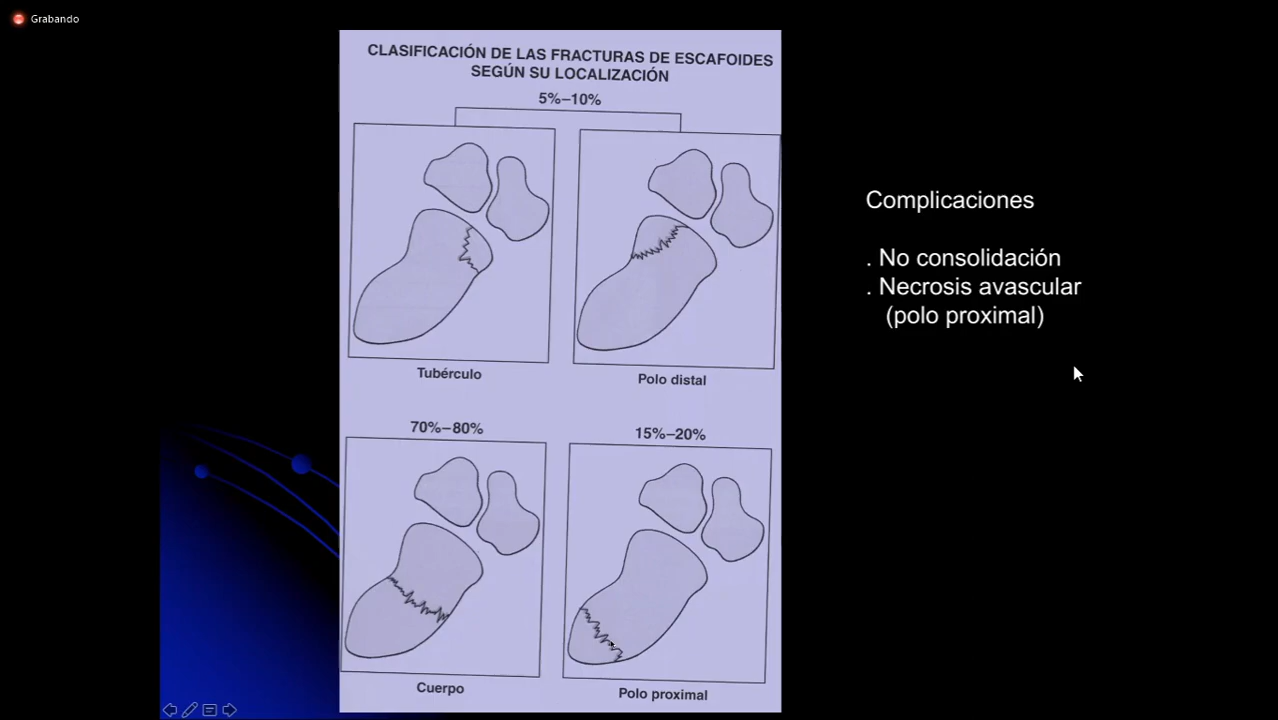 Grabando
CLASIFICACIÓN DE LAS FRACTURAS DE ESCAFOIDES
SEGÚN SU LOCALIZACIÓN
5%–10%
Tubérculo
Polo distal
70%–80%
15%–20%
Cuerpo
Polo proximal
Complicaciones
. No consolidación
. Necrosis avascular
(polo proximal)